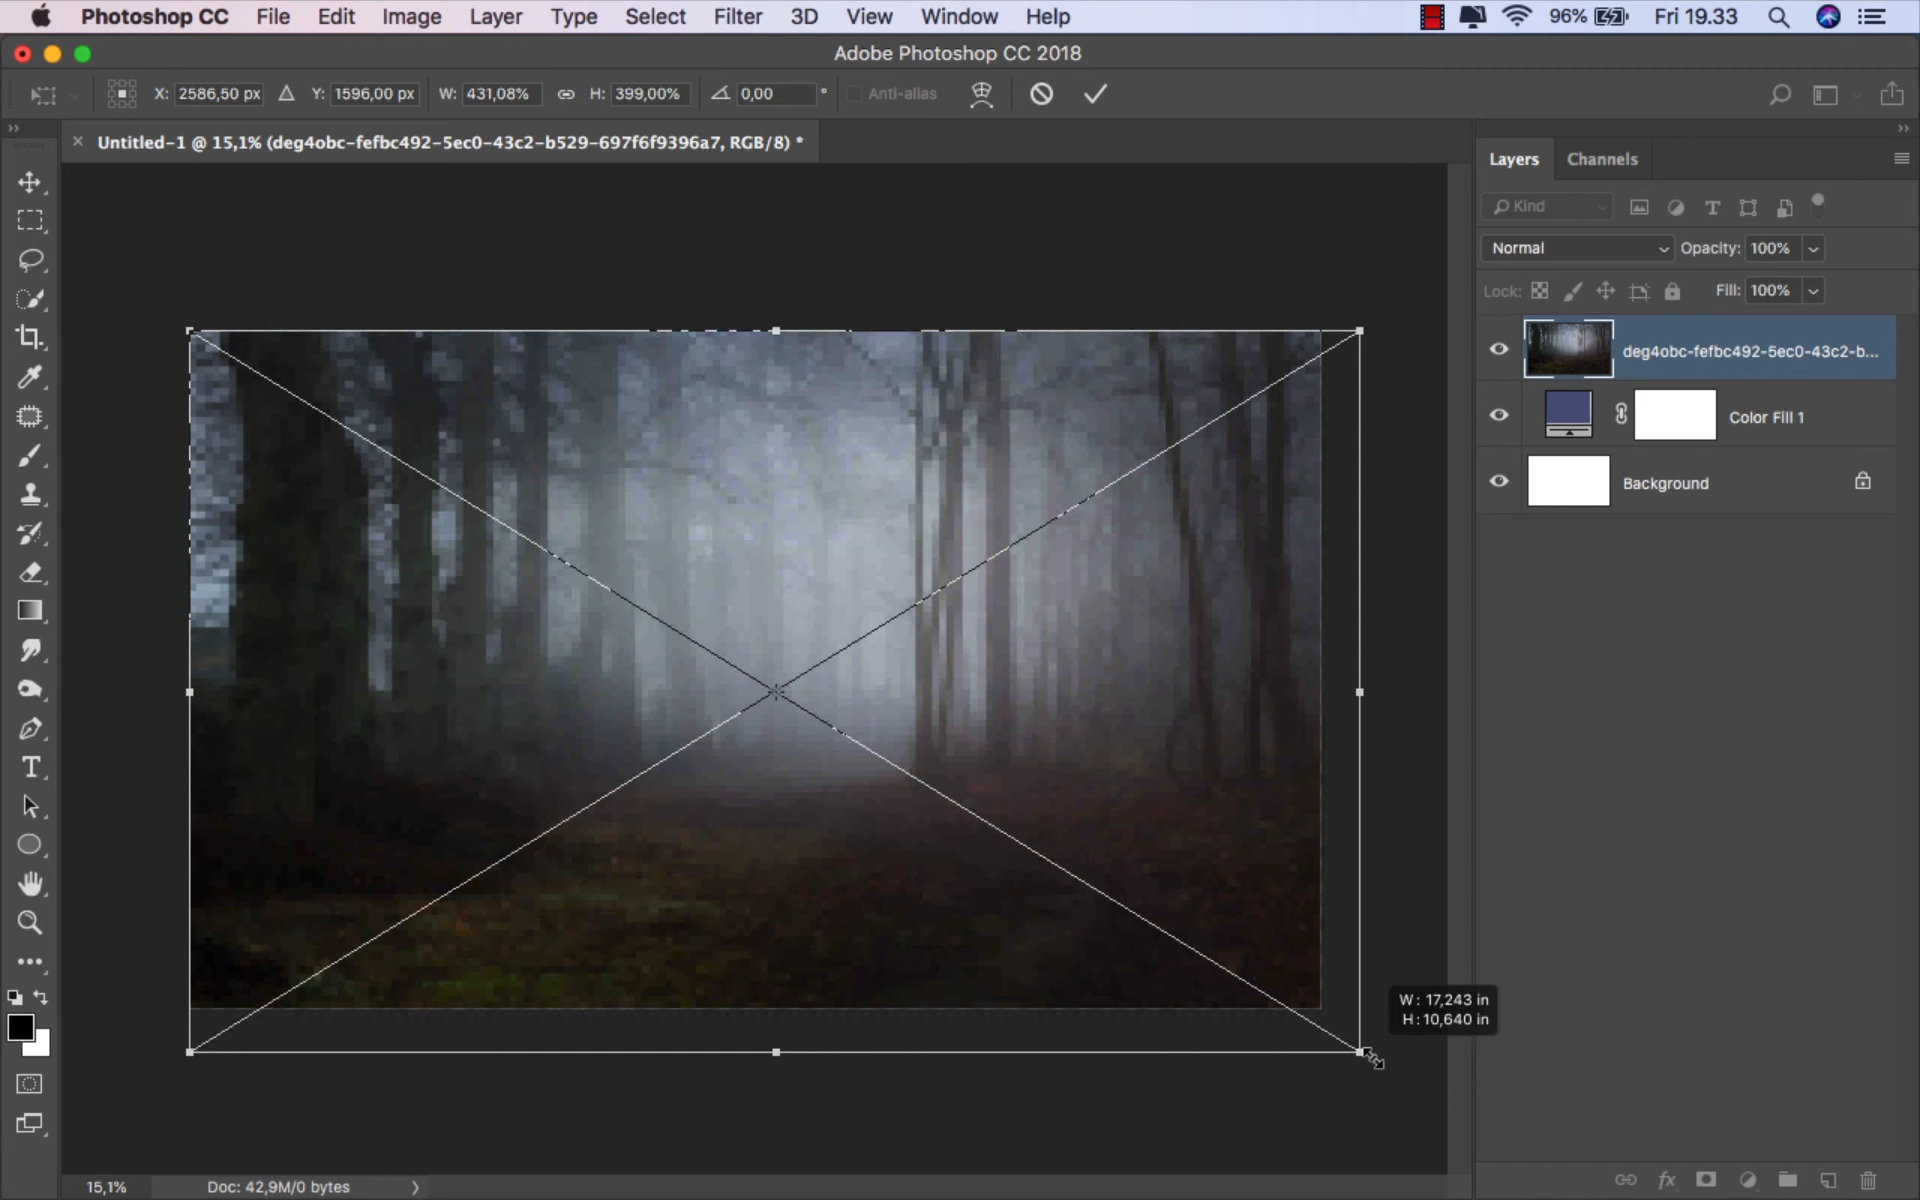 Photoshop CC File Edit Image Layer Type Select Filter 3D View Window Help 96% Fri 19.33
Adobe Photoshop CC 2018
X: 2586,50 px Y: 1596,00 px W: 431,08% H: 399,00% 0,00 ° Anti-alias
Untitled-1 @ 15,1% (deg4obc-fefbc492-5ec0-43c2-b529-697f6f9396a7, RGB/8) *
Layers Channels
Kind
Normal Opacity: 100%
Lock: Fill: 100%
deg4obc-fefbc492-5ec0-43c2-b...
Color Fill 1
Background
W: 17,243 in
H: 10,640 in
15,1% Doc: 42,9M/0 bytes